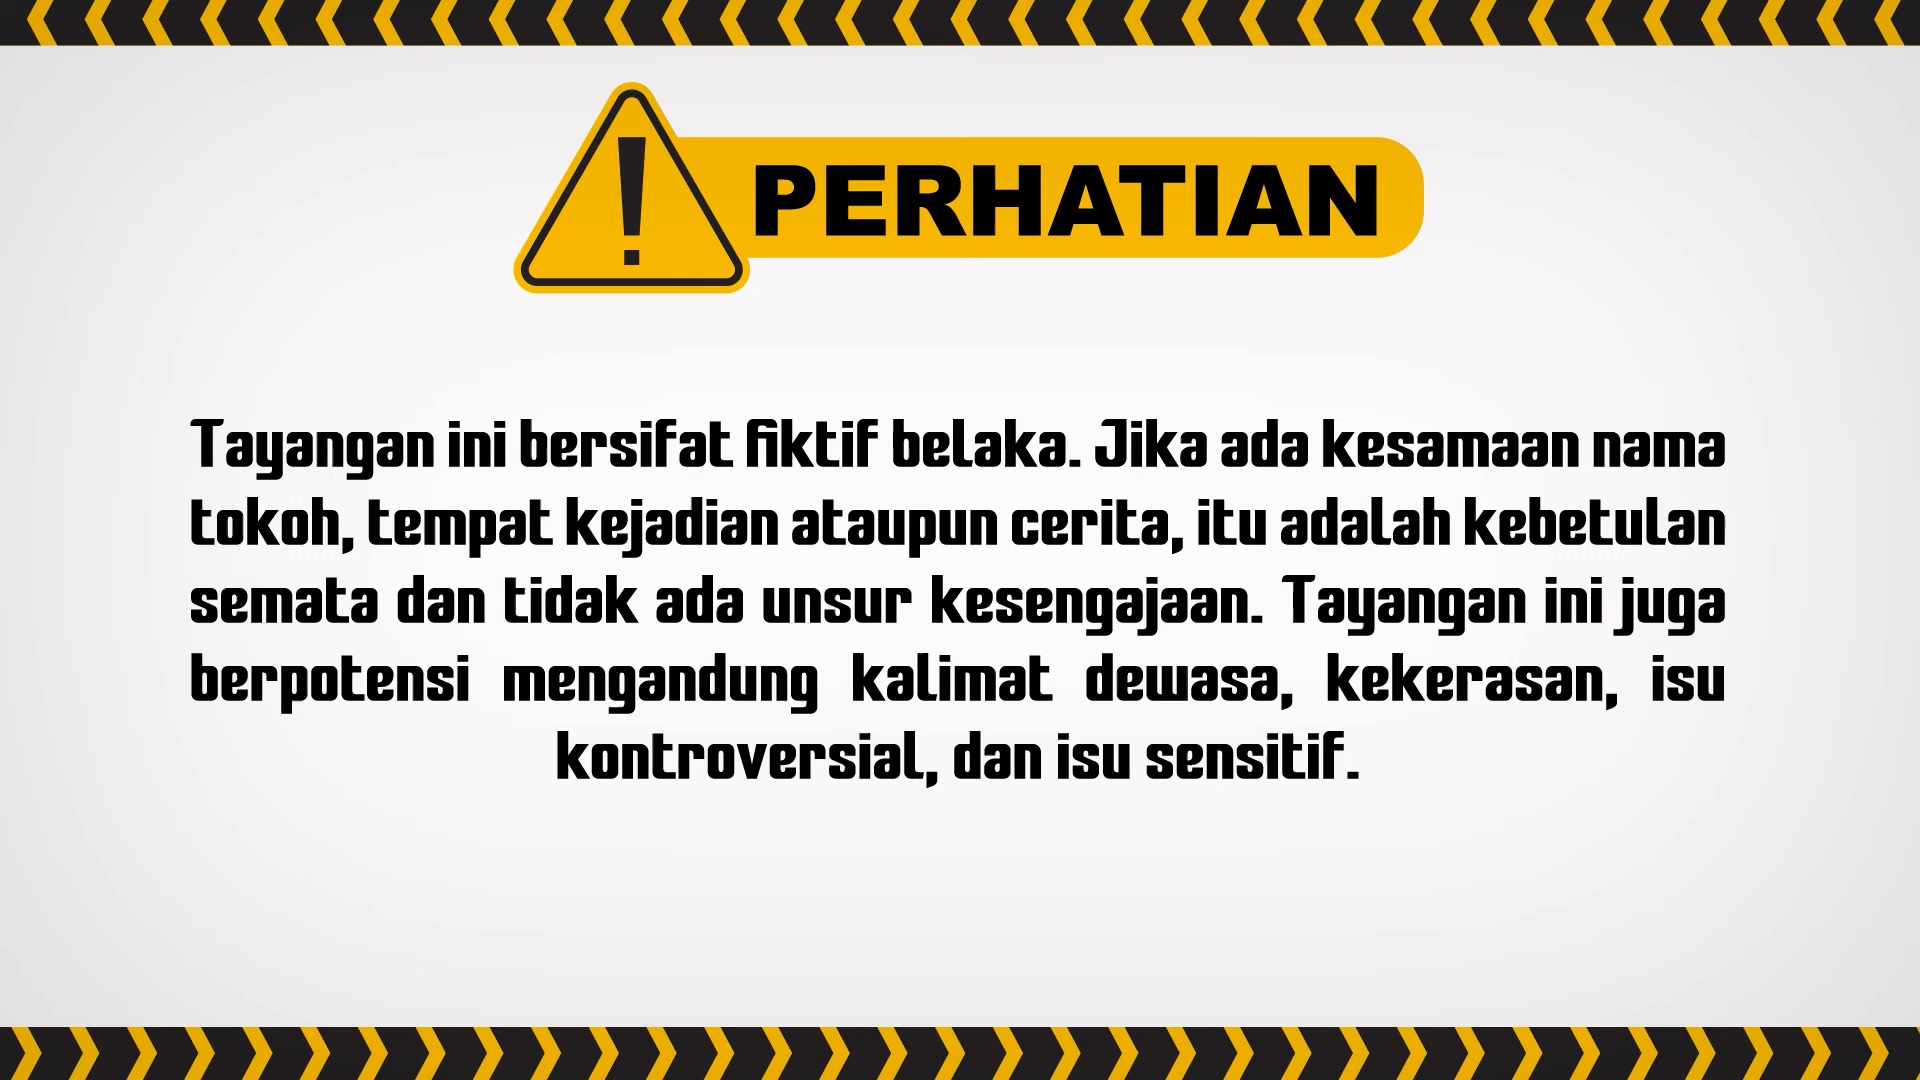 PERHATIAN
Tayangan ini bersifat fiktif belaka. Jika ada kesamaan nama
tokoh, tempat kejadian ataupun cerita, itu adalah kebetulan
semata dan tidak ada unsur kesengajaan. Tayangan ini juga
berpotensi mengandung kalimat dewasa, kekerasan, isu
kontroversial, dan isu sensitif.